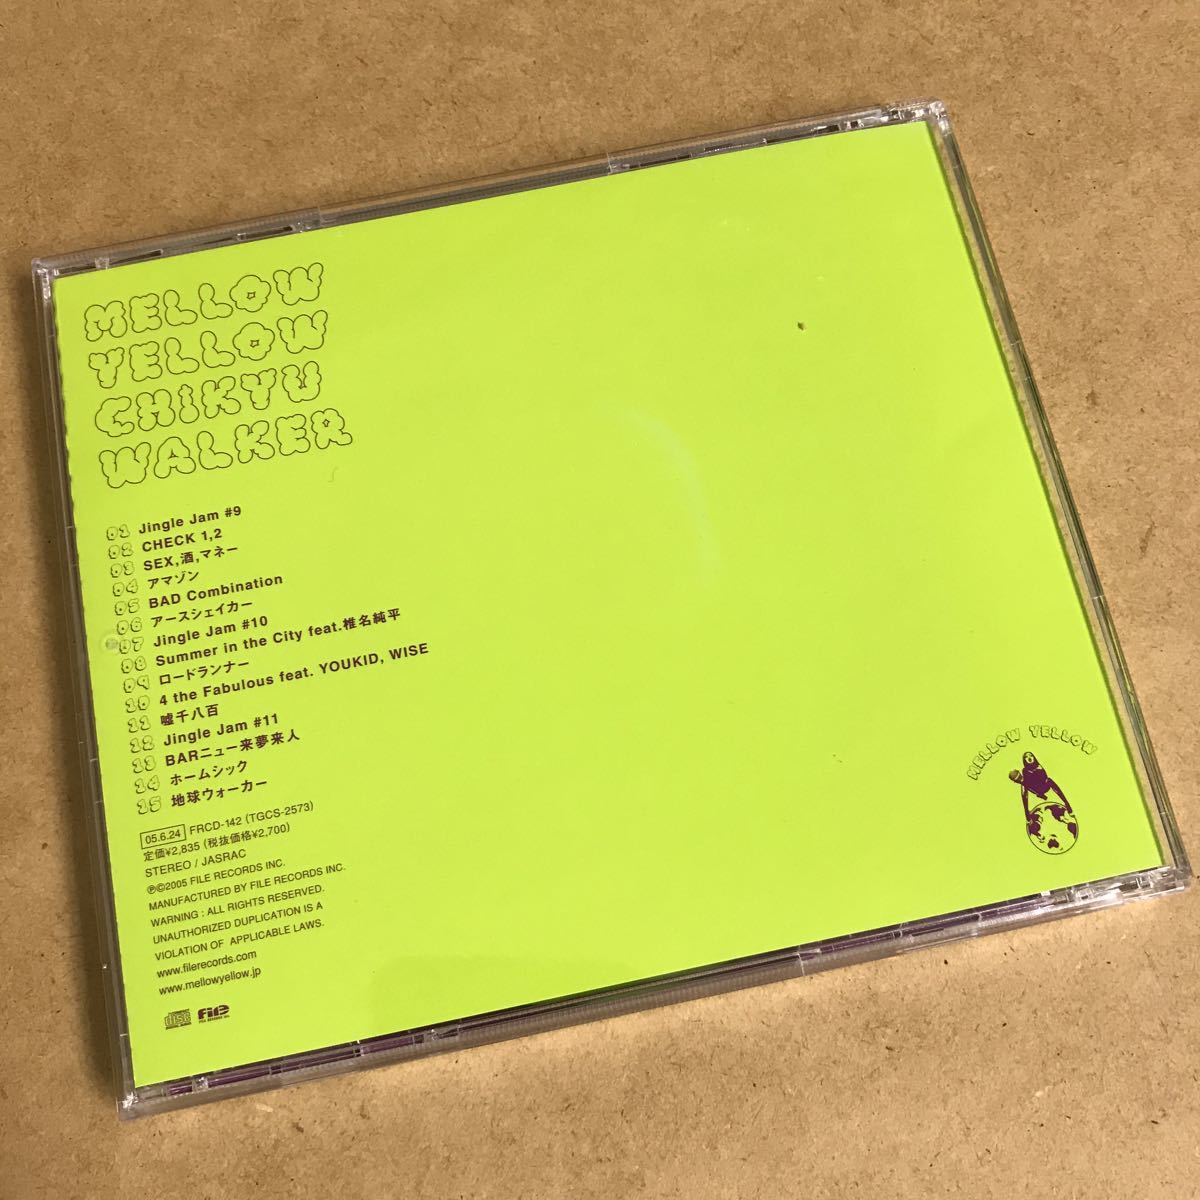 MELLOW
YELLOW
CHIKYU
WALKER
01 Jingle Jam #9
02 CHECK 1,2
03 SEX,酒,マネー
04 アマゾン
05 BAD Combination
06 アースシェイカー
07 Jingle Jam #10
08 Summer in the City feat.椎名純平
09 ロードランナー
10 4 the Fabulous feat. YOUKID, WISE
11 嘘千八百
12 Jingle Jam #11
13 BARニュー来夢来人
14 ホームシック
15 地球ウォーカー
05.6.24 FRCD-142 (TGCS-2573)
定価¥2,835 (税抜価格¥2,700)
STEREO / JASRAC
℗©2005 FILE RECORDS INC.
MANUFACTURED BY FILE RECORDS INC.
WARNING : ALL RIGHTS RESERVED.
UNAUTHORIZED DUPLICATION IS A
VIOLATION OF APPLICABLE LAWS.
www.filerecords.com
www.mellowyellow.jp
disc file
MELLOW YELLOW